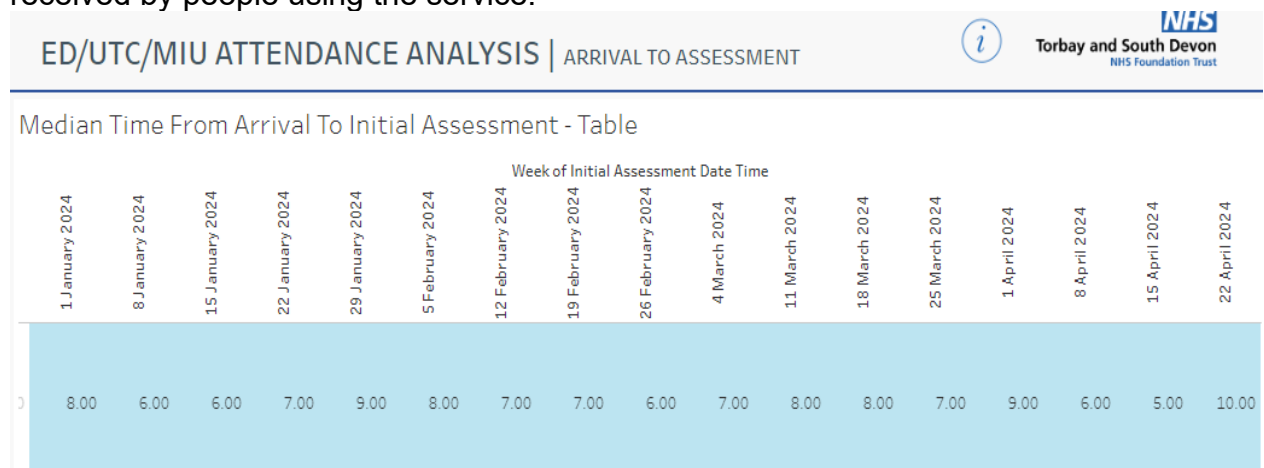 received by people using the service.
ED/UTC/MIU ATTENDANCE ANALYSIS | ARRIVAL TO ASSESSMENT
i
NHS
Torbay and South Devon
NHS Foundation Trust
Median Time From Arrival To Initial Assessment - Table
Week of Initial Assessment Date Time
1 January 2024
8 January 2024
15 January 2024
22 January 2024
29 January 2024
5 February 2024
12 February 2024
19 February 2024
26 February 2024
4 March 2024
11 March 2024
18 March 2024
25 March 2024
1 April 2024
8 April 2024
15 April 2024
22 April 2024
8.00 6.00 6.00 7.00 9.00 8.00 7.00 7.00 6.00 7.00 8.00 8.00 7.00 9.00 6.00 5.00 10.00